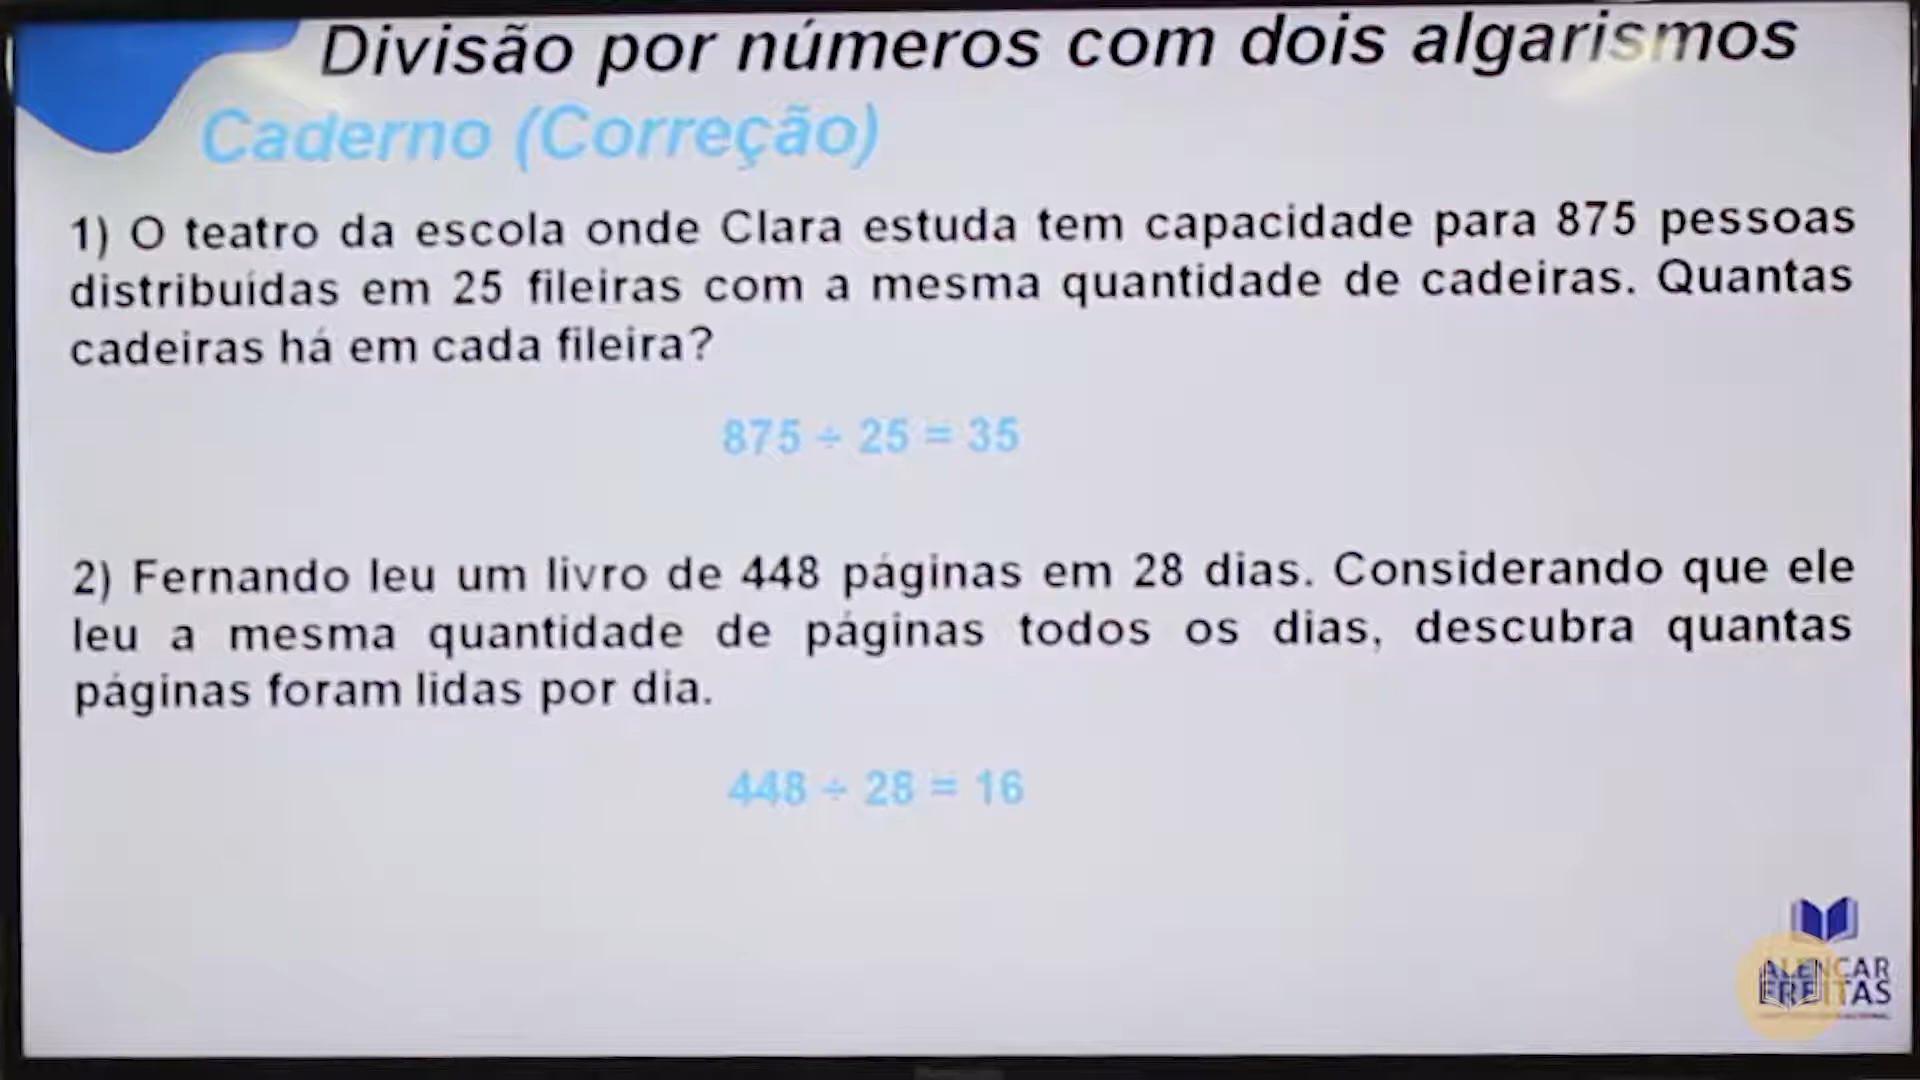 Divisão por números com dois algarismos
Caderno (Correção)
1) O teatro da escola onde Clara estuda tem capacidade para 875 pessoas
distribuídas em 25 fileiras com a mesma quantidade de cadeiras. Quantas
cadeiras há em cada fileira?
875 ÷ 25 = 35
2) Fernando leu um livro de 448 páginas em 28 dias. Considerando que ele
leu a mesma quantidade de páginas todos os dias, descubra quantas
páginas foram lidas por dia.
448 ÷ 28 = 16
ALENCAR
FREITAS